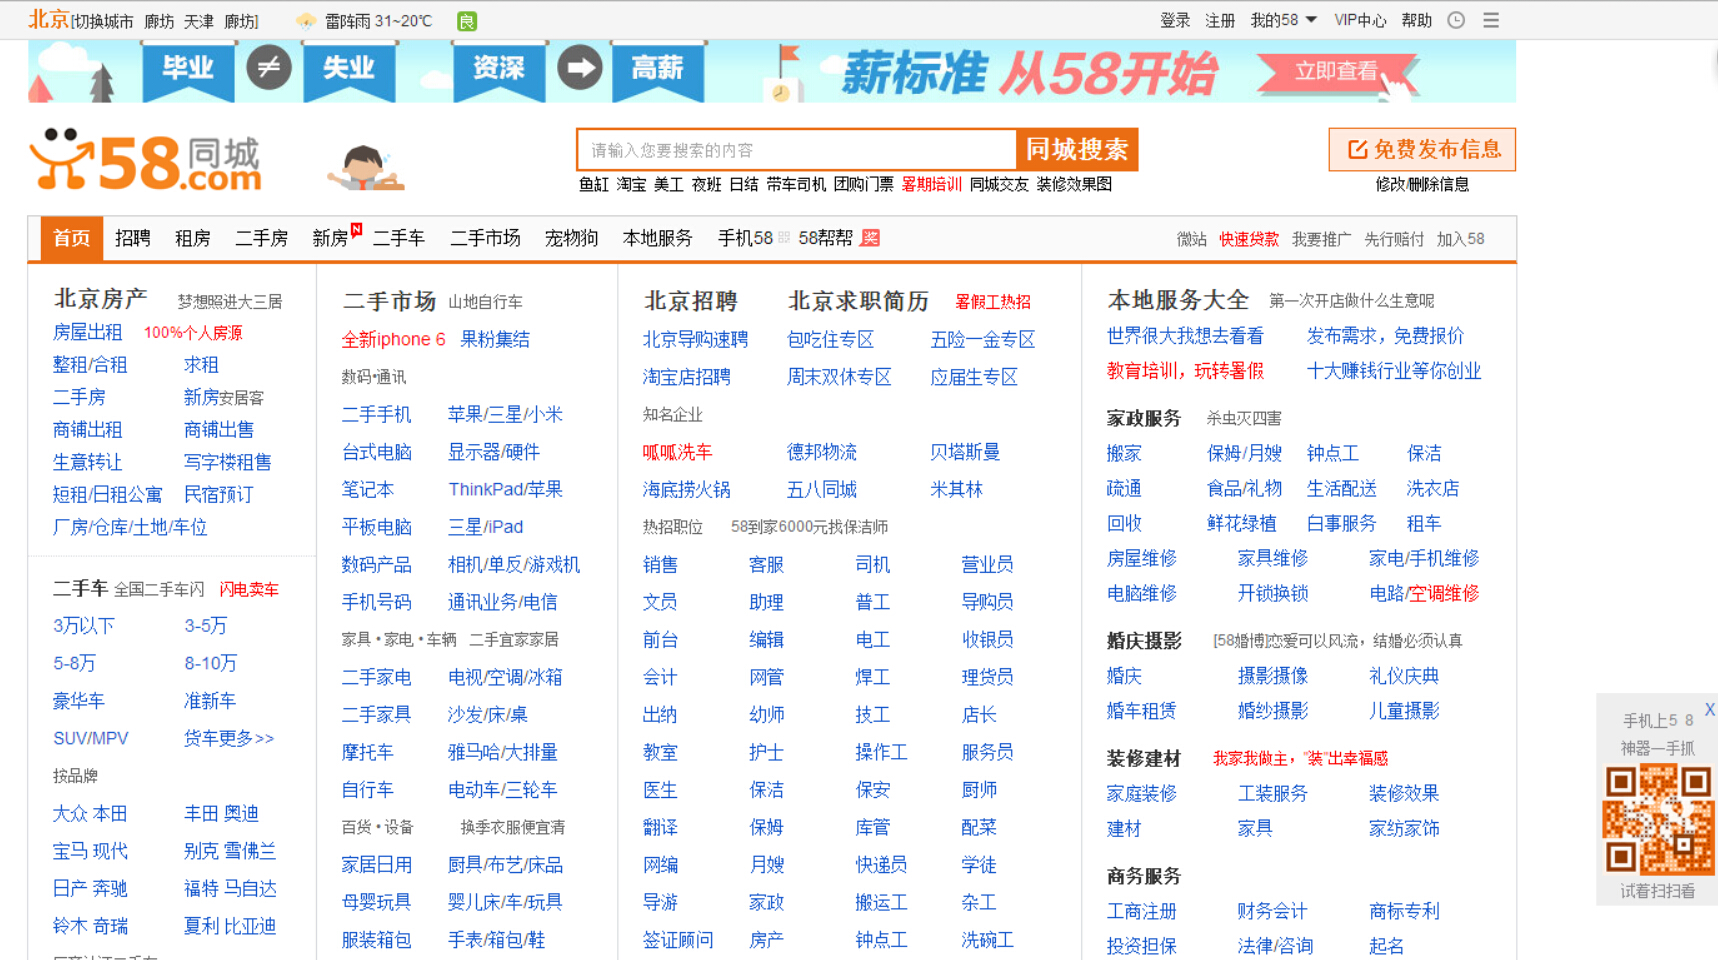 北京[切换城市 廊坊 天津 廊坊] 雷阵雨 31~20℃ 良
登录 注册 我的58 VIP中心 帮助
毕业 ≠ 失业 资深 高薪 薪标准 从58开始 立即查看
58同城 .com
请输入您要搜索的内容 同城搜索
鱼缸 淘宝 美工 夜班 日结 带车司机 团购门票 暑期培训 同城交友 装修效果图
免费发布信息
修改/删除信息
首页 招聘 租房 二手房 新房 N 二手车 二手市场 宠物狗 本地服务 手机58 58帮帮 奖
微站 快速贷款 我要推广 先行赔付 加入58
北京房产 梦想照进大三居
房屋出租 100%个人房源
整租/合租 求租
二手房 新房安居客
商铺出租 商铺出售
生意转让 写字楼租售
短租/日租公寓 民宿预订
厂房/仓库/土地/车位
二手车 全国二手车闪 闪电卖车
3万以下 3-5万
5-8万 8-10万
豪华车 准新车
SUV/MPV 货车更多>>
按品牌
大众 本田 丰田 奥迪
宝马 现代 别克 雪佛兰
日产 奔驰 福特 马自达
铃木 奇瑞 夏利 比亚迪
二手市场 山地自行车
全新iphone 6 果粉集结
数码•通讯
二手手机 苹果/三星/小米
台式电脑 显示器/硬件
笔记本 ThinkPad/苹果
平板电脑 三星/iPad
数码产品 相机/单反/游戏机
手机号码 通讯业务/电信
家具•家电•车辆 二手宜家家居
二手家电 电视/空调/冰箱
二手家具 沙发/床/桌
摩托车 雅马哈/大排量
自行车 电动车/三轮车
百货•设备 换季衣服便宜清
家居日用 厨具/布艺/床品
母婴玩具 婴儿床/车/玩具
服装箱包 手表/箱包/鞋
北京招聘 北京求职简历 暑假工热招
北京导购速聘 包吃住专区 五险一金专区
淘宝店招聘 周末双休专区 应届生专区
知名企业
呱呱洗车 德邦物流 贝塔斯曼
海底捞火锅 五八同城 米其林
热招职位 58到家6000元找保洁师
销售 客服 司机 营业员
文员 助理 普工 导购员
前台 编辑 电工 收银员
会计 网管 焊工 理货员
出纳 幼师 技工 店长
教室 护士 操作工 服务员
医生 保洁 保安 厨师
翻译 保姆 库管 配菜
网编 月嫂 快递员 学徒
导游 家政 搬运工 杂工
签证顾问 房产 钟点工 洗碗工
本地服务大全 第一次开店做什么生意呢
世界很大我想去看看 发布需求，免费报价
教育培训，玩转暑假 十大赚钱行业等你创业
家政服务 杀虫灭四害
搬家 保姆/月嫂 钟点工 保洁
疏通 食品/礼物 生活配送 洗衣店
回收 鲜花绿植 白事服务 租车
房屋维修 家具维修 家电/手机维修
电脑维修 开锁换锁 电路/空调维修
婚庆摄影 [58婚博]恋爱可以风流，结婚必须认真
婚庆 摄影摄像 礼仪庆典
婚车租赁 婚纱摄影 儿童摄影
装修建材 我家我做主，"装"出幸福感
家庭装修 工装服务 装修效果
建材 家具 家纺家饰
商务服务
工商注册 财务会计 商标专利
投资担保 法律/咨询 起名
手机上5 8 X
神器一手抓
试着扫扫看